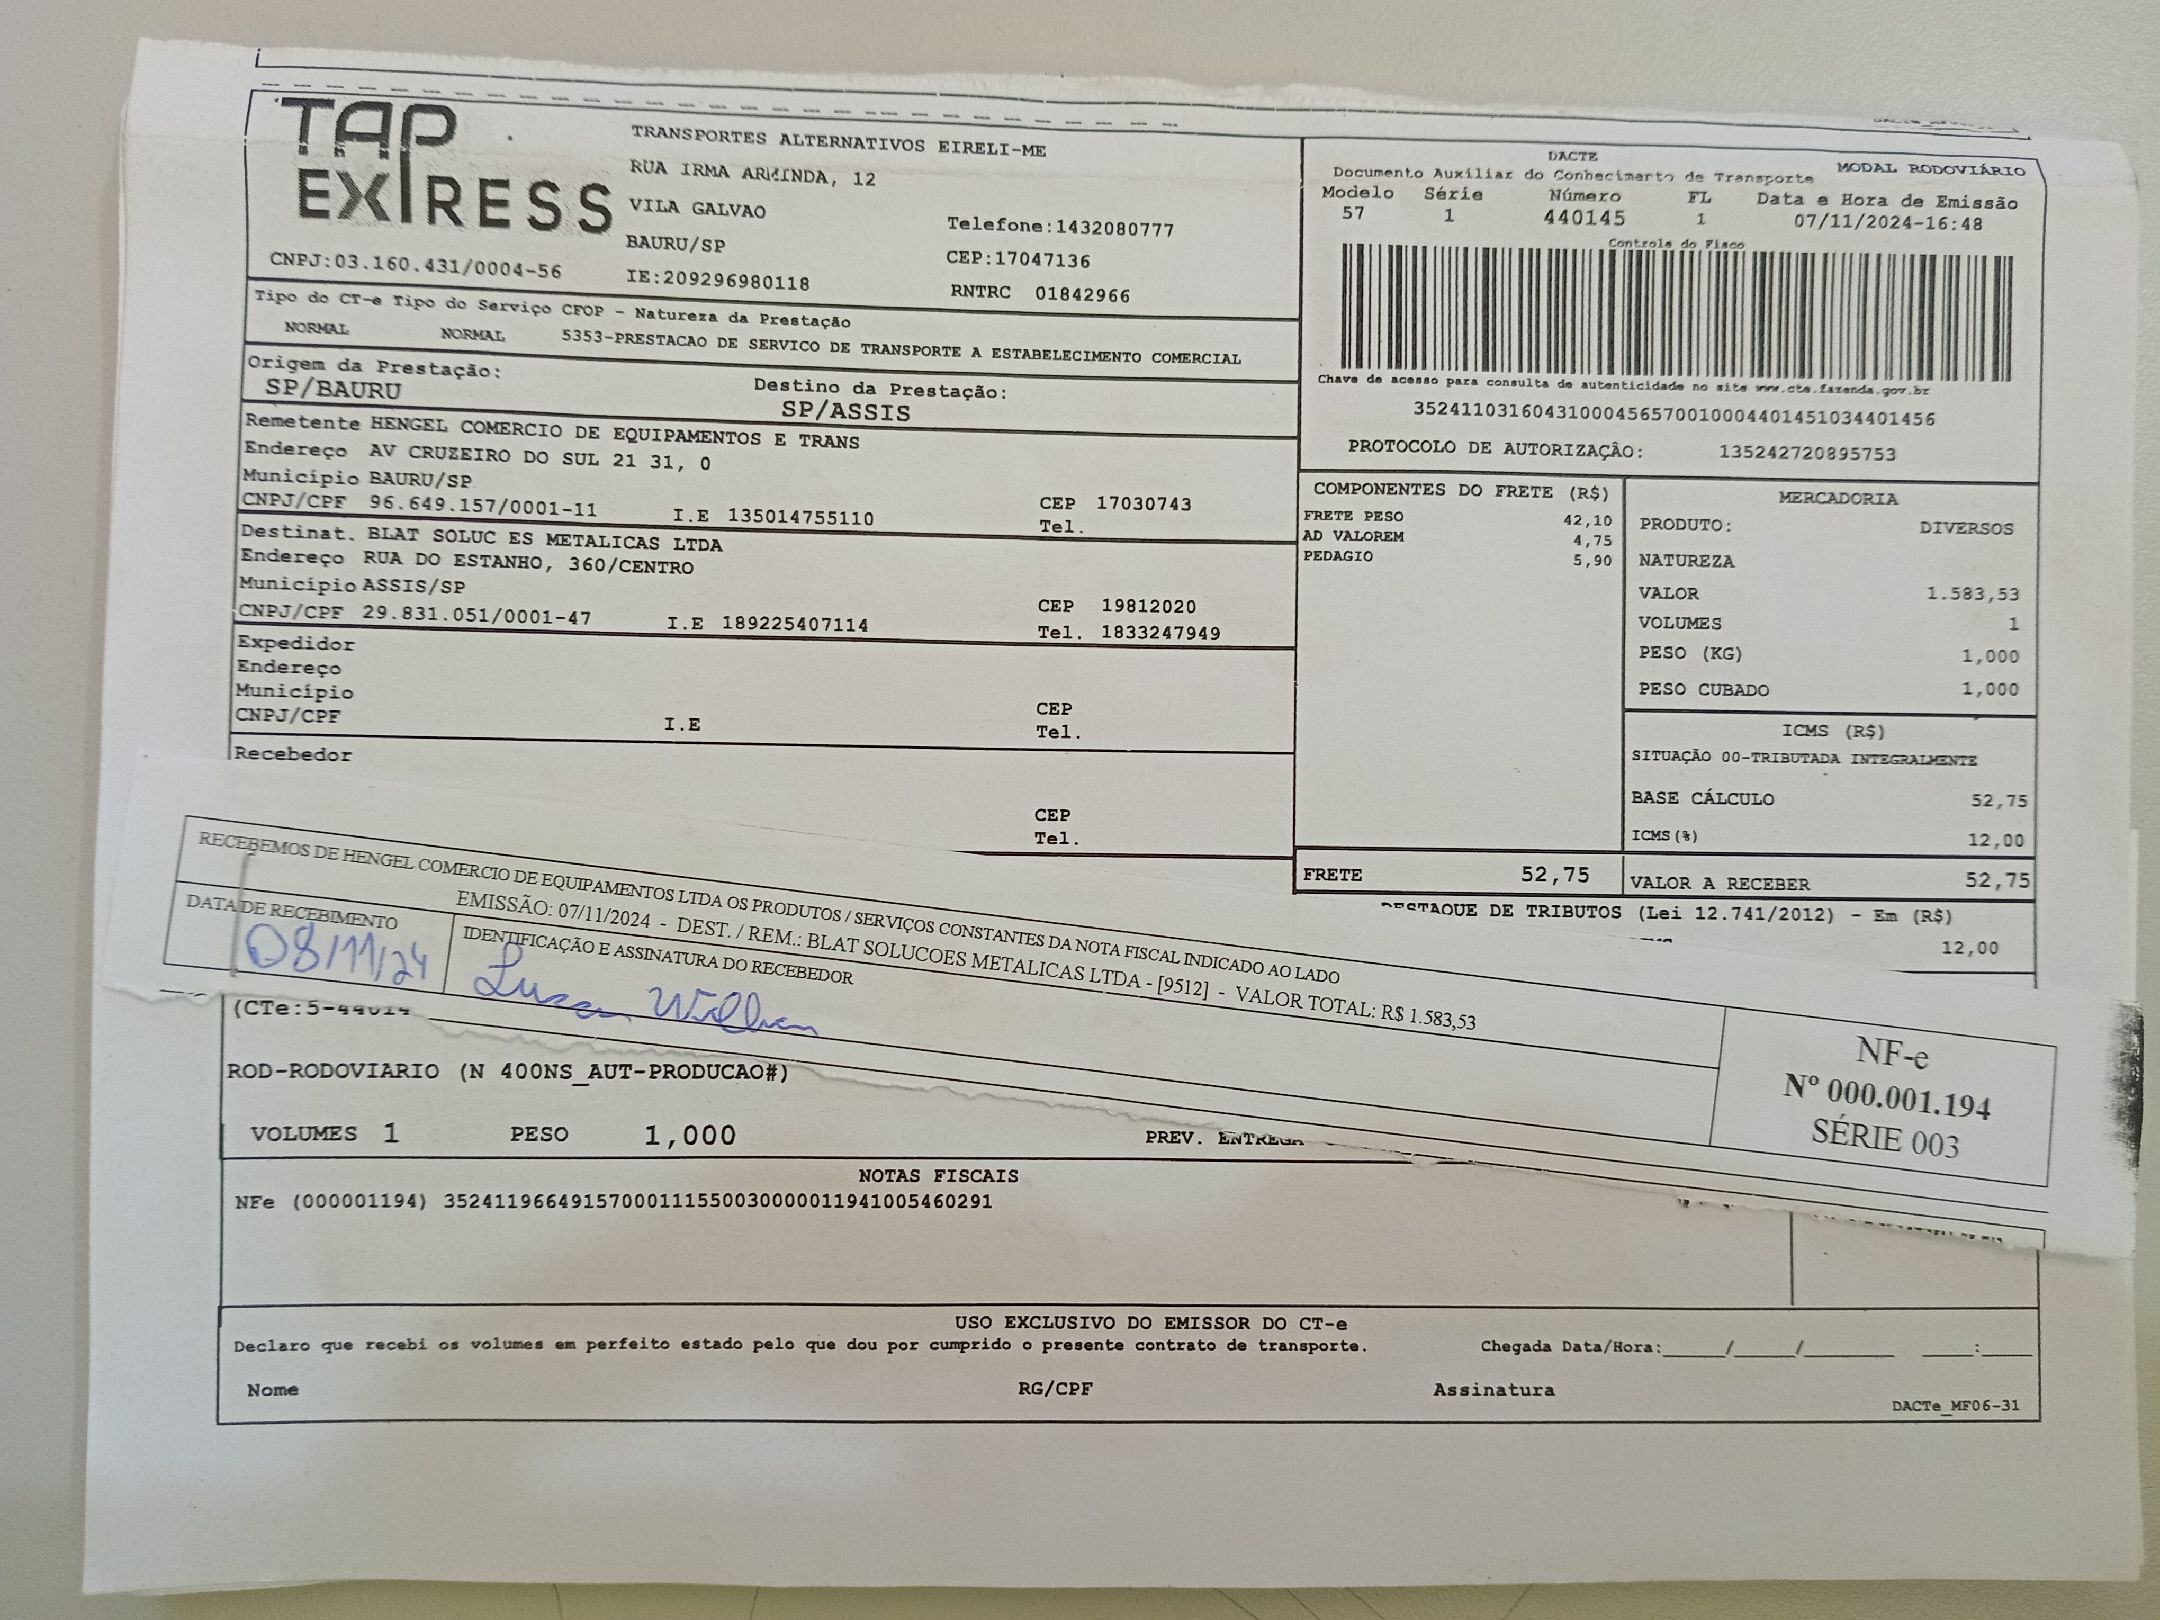 TAP
EXPRESS
CNPJ:03.160.431/0004-56
TRANSPORTES ALTERNATIVOS EIRELI-ME
RUA IRMA ARMINDA, 12
VILA GALVAO
BAURU/SP
IE:209296980118
Telefone:1432080777
CEP:17047136
RNTRC 01842966
DACTE
MODAL RODOVIÁRIO
Documento Auxiliar do Conhecimento de Transporte
Modelo Série Número FL Data e Hora de Emissão
57 1 440145 1 07/11/2024-16:48
Controle do Fisco
Chave de acesso para consulta de autenticidade no site www.cte.fazenda.gov.br
35241103160431000456570010004401451034401456
PROTOCOLO DE AUTORIZAÇÂO: 135242720895753
Tipo do CT-e Tipo do Serviço CFOP - Natureza da Prestação
NORMAL NORMAL 5353-PRESTACAO DE SERVICO DE TRANSPORTE A ESTABELECIMENTO COMERCIAL
Origem da Prestação: Destino da Prestação:
SP/BAURU SP/ASSIS
Remetente HENGEL COMERCIO DE EQUIPAMENTOS E TRANS
Endereço AV CRUZEIRO DO SUL 21 31, 0
Município BAURU/SP CEP 17030743
CNPJ/CPF 96.649.157/0001-11 I.E 135014755110 Tel.
Destinat. BLAT SOLUC ES METALICAS LTDA
Endereço RUA DO ESTANHO, 360/CENTRO
Município ASSIS/SP CEP 19812020
CNPJ/CPF 29.831.051/0001-47 I.E 189225407114 Tel. 1833247949
Expedidor
Endereço
Município CEP
CNPJ/CPF I.E Tel.
Recebedor
CEP
Tel.
COMPONENTES DO FRETE (R$)
FRETE PESO 42,10
AD VALOREM 4,75
PEDAGIO 5,90
FRETE 52,75
MERCADORIA
PRODUTO: DIVERSOS
NATUREZA
VALOR 1.583,53
VOLUMES 1
PESO (KG) 1,000
PESO CUBADO 1,000
ICMS (R$)
SITUAÇÃO 00-TRIBUTADA INTEGRALMENTE
BASE CÁLCULO 52,75
ICMS(%) 12,00
VALOR A RECEBER 52,75
DESTAQUE DE TRIBUTOS (Lei 12.741/2012) - Em (R$)
12,00
RECEBEMOS DE HENGEL COMERCIO DE EQUIPAMENTOS LTDA OS PRODUTOS / SERVIÇOS CONSTANTES DA NOTA FISCAL INDICADO AO LADO
EMISSÃO: 07/11/2024 - DEST. / REM.: BLAT SOLUCOES METALICAS LTDA - [9512] - VALOR TOTAL: R$ 1.583,53
DATA DE RECEBIMENTO
08/11/24
IDENTIFICAÇÃO E ASSINATURA DO RECEBEDOR
NF-e
Nº 000.001.194
SÉRIE 003
ROD-RODOVIARIO (N 400NS_AUT-PRODUCAO#)
VOLUMES 1 PESO 1,000 PREV. ENTREGA
NOTAS FISCAIS
NFe (000001194) 35241196649157000111550030000011941005460291
USO EXCLUSIVO DO EMISSOR DO CT-e
Declaro que recebi os volumes em perfeito estado pelo que dou por cumprido o presente contrato de transporte. Chegada Data/Hora:_____/_____/________ ____:____
Nome RG/CPF Assinatura
DACTe_MF06-31